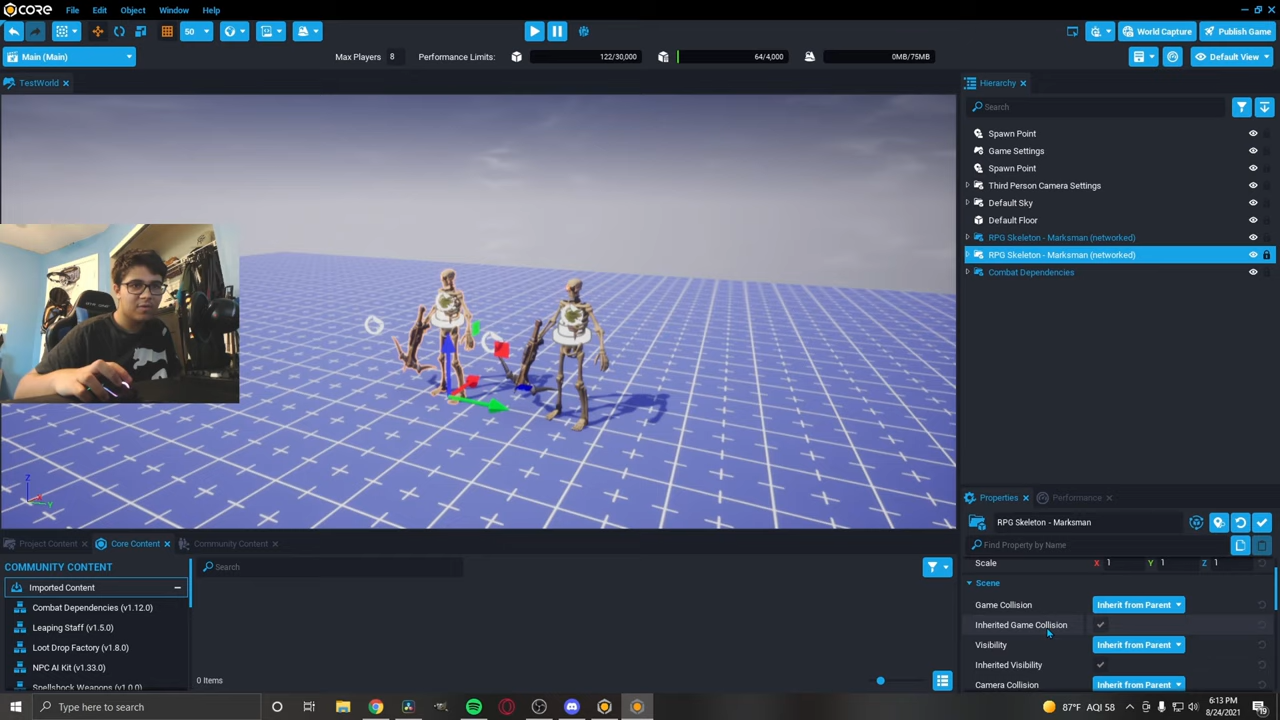 CORE File Edit Object Window Help
50 World Capture Publish Game
Main (Main) Max Players 8 Performance Limits: 122/30,000 64/4,000 0MB/75MB Default View
TestWorld Hierarchy
Search
Spawn Point
Game Settings
Spawn Point
Third Person Camera Settings
Default Sky
Default Floor
RPG Skeleton - Marksman (networked)
RPG Skeleton - Marksman (networked)
Combat Dependencies
Z
Y
Properties Performance
RPG Skeleton - Marksman
Find Property by Name
Scale X 1 Y 1 Z 1
Scene
Game Collision Inherit from Parent
Inherited Game Collision
Visibility Inherit from Parent
Inherited Visibility
Camera Collision Inherit from Parent
Project Content Core Content Community Content
COMMUNITY CONTENT Search
Imported Content
Combat Dependencies (v1.12.0)
Leaping Staff (v1.5.0)
Loot Drop Factory (v1.8.0)
NPC AI Kit (v1.33.0)
Spellshock Weapons (v1.0.0)
0 Items
Type here to search 87°F AQI 58 6:13 PM
8/24/2021 19